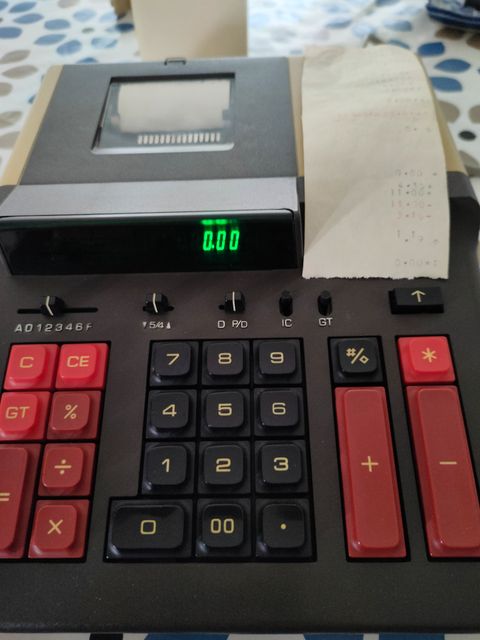 0.00
A 0 1 2 3 4 6 F
▼ 5/4 ▲
D P/D
IC
GT
↑
C CE 7 8 9 #/◇ *
GT % 4 5 6
+ −
= ÷ 1 2 3
× 0 00 •